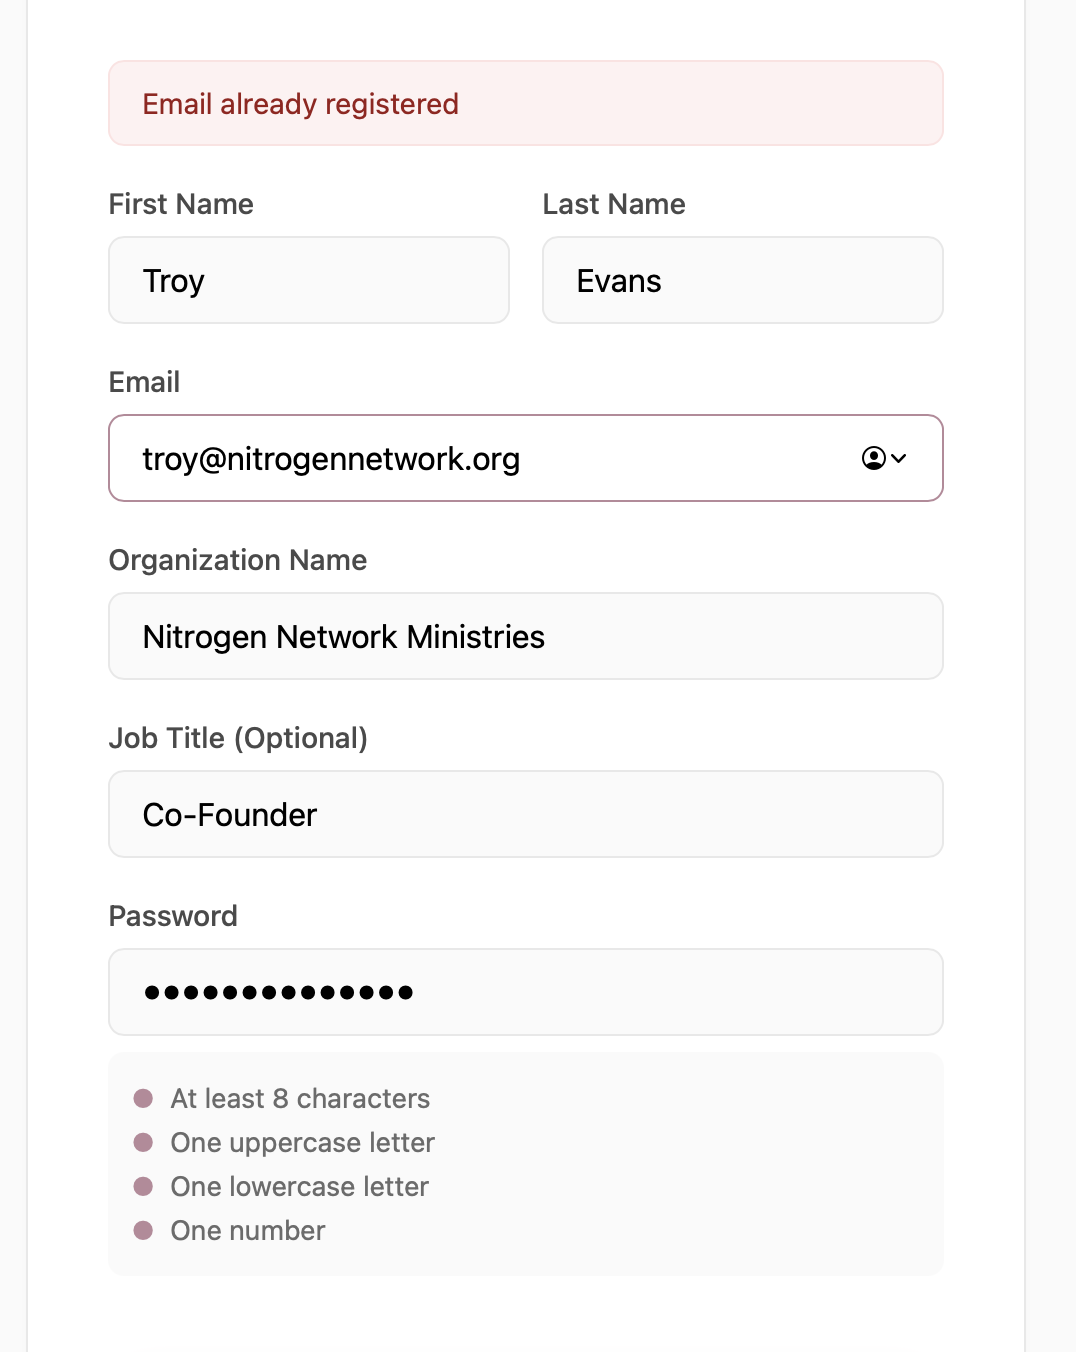 Email already registered
First Name
Last Name
Troy
Evans
Email
troy@nitrogennetwork.org
Organization Name
Nitrogen Network Ministries
Job Title (Optional)
Co-Founder
Password
••••••••••••••
At least 8 characters
One uppercase letter
One lowercase letter
One number